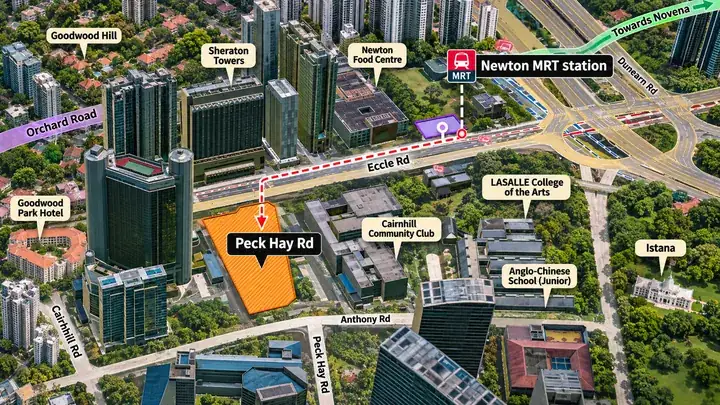 Goodwood Hill
Sheraton
Towers
Newton
Food Centre
MRT
Newton MRT station
Towards Novena
Dunearn Rd
Orchard Road
Eccle Rd
LASALLE College
of the Arts
Goodwood
Park Hotel
Peck Hay Rd
Cairnhill
Community Club
Istana
Anglo-Chinese
School (Junior)
Cairhill Rd
Anthony Rd
Peck Hay Rd